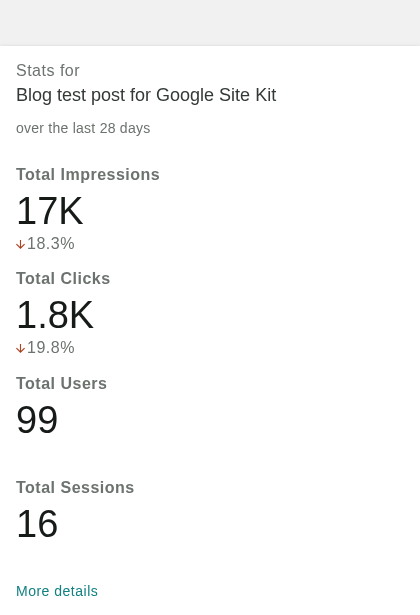 Stats for
Blog test post for Google Site Kit
over the last 28 days
Total Impressions
17K
↓18.3%
Total Clicks
1.8K
↓19.8%
Total Users
99
Total Sessions
16
More details